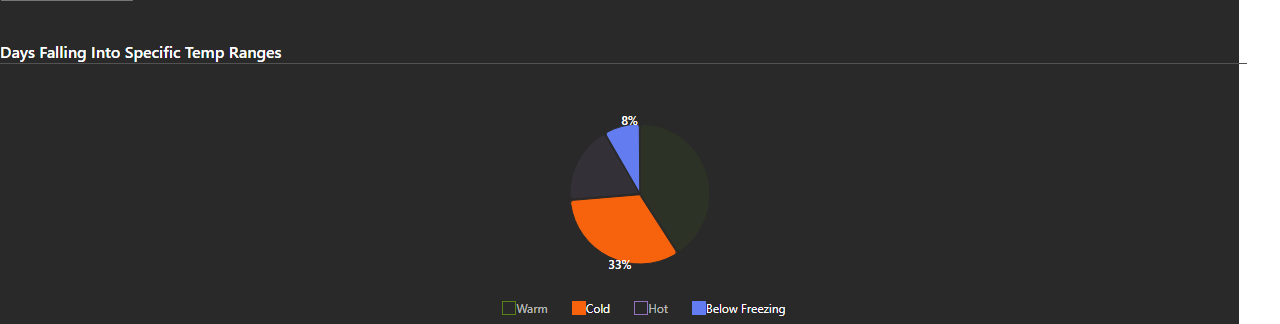 Days Falling Into Specific Temp Ranges
8%
33%
Warm Cold Hot Below Freezing